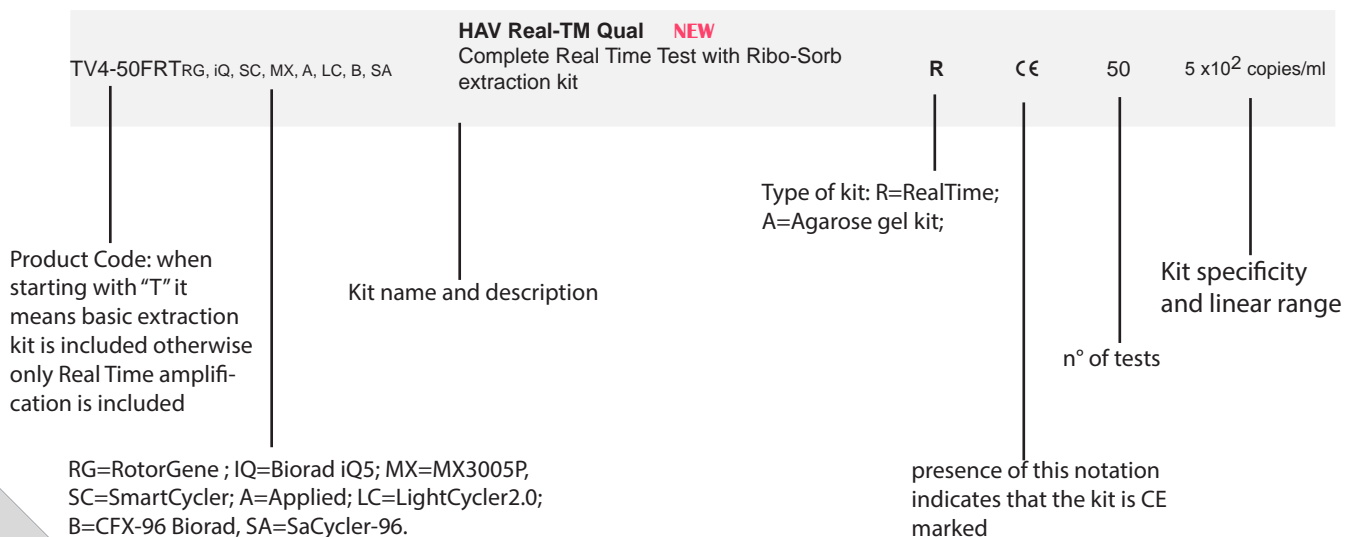 HAV Real-TM Qual NEW
Complete Real Time Test with Ribo-Sorb
extraction kit
TV4-50FRTRG, iQ, SC, MX, A, LC, B, SA
R CE 50 5 x10² copies/ml
Type of kit: R=RealTime;
A=Agarose gel kit;
Product Code: when
starting with “T” it
means basic extraction
kit is included otherwise
only Real Time amplifi-
cation is included
Kit name and description
Kit specificity
and linear range
n° of tests
RG=RotorGene ; IQ=Biorad iQ5; MX=MX3005P,
SC=SmartCycler; A=Applied; LC=LightCycler2.0;
B=CFX-96 Biorad, SA=SaCycler-96.
presence of this notation
indicates that the kit is CE
marked